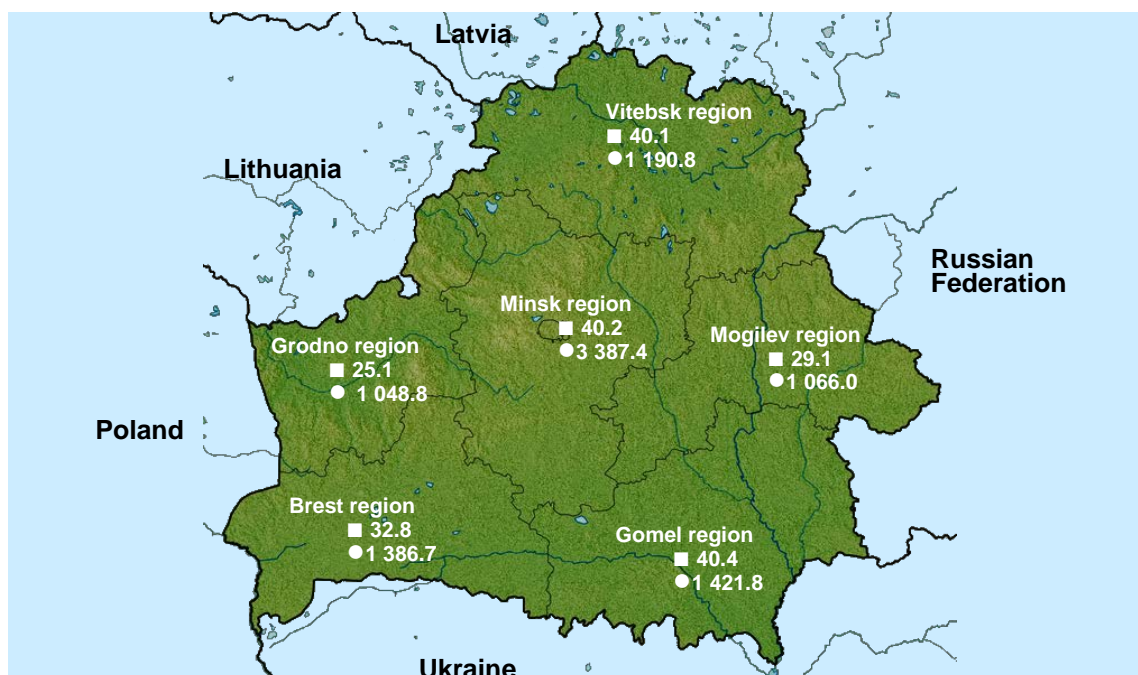 Latvia
Vitebsk region
40.1
1 190.8
Lithuania
Russian
Federation
Minsk region
40.2
3 387.4
Mogilev region
29.1
1 066.0
Grodno region
25.1
1 048.8
Poland
Brest region
32.8
1 386.7
Gomel region
40.4
1 421.8
Ukraine